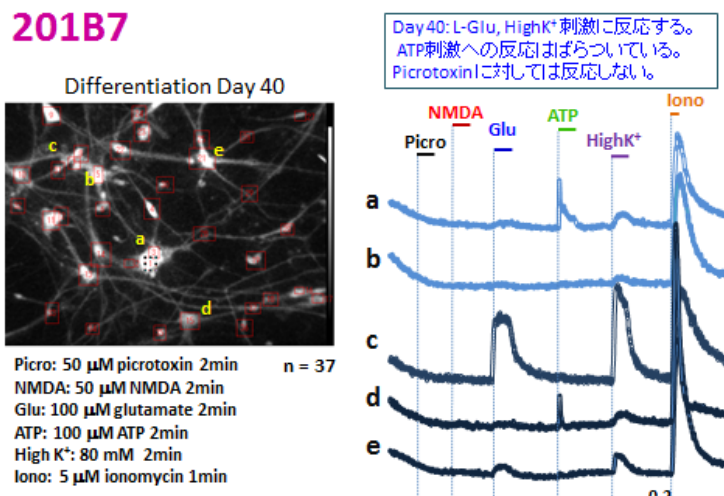 201B7
Day 40: L-Glu, HighK⁺刺激に反応する。
ATP刺激への反応はばらついている。
Picrotoxinに対しては反応しない。
Differentiation Day 40
c
e
b
a
d
Picro: 50 μM picrotoxin 2min
n = 37
NMDA: 50 μM NMDA 2min
Glu: 100 μM glutamate 2min
ATP: 100 μM ATP 2min
High K⁺: 80 mM 2min
Iono: 5 μM ionomycin 1min
Iono
NMDA
ATP
Glu
HighK⁺
Picro
a
b
c
d
e